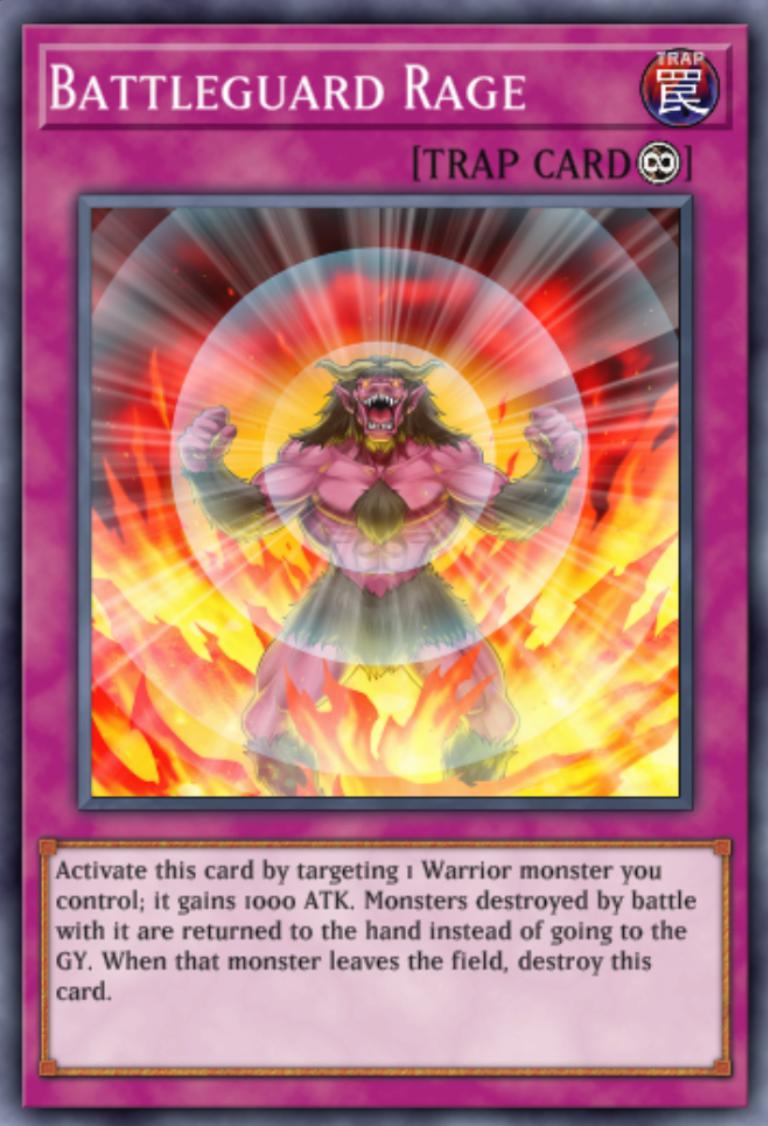 BATTLEGUARD RAGE
TRAP
罠
[TRAP CARD]
Activate this card by targeting 1 Warrior monster you
control; it gains 1000 ATK. Monsters destroyed by battle
with it are returned to the hand instead of going to the
GY. When that monster leaves the field, destroy this
card.